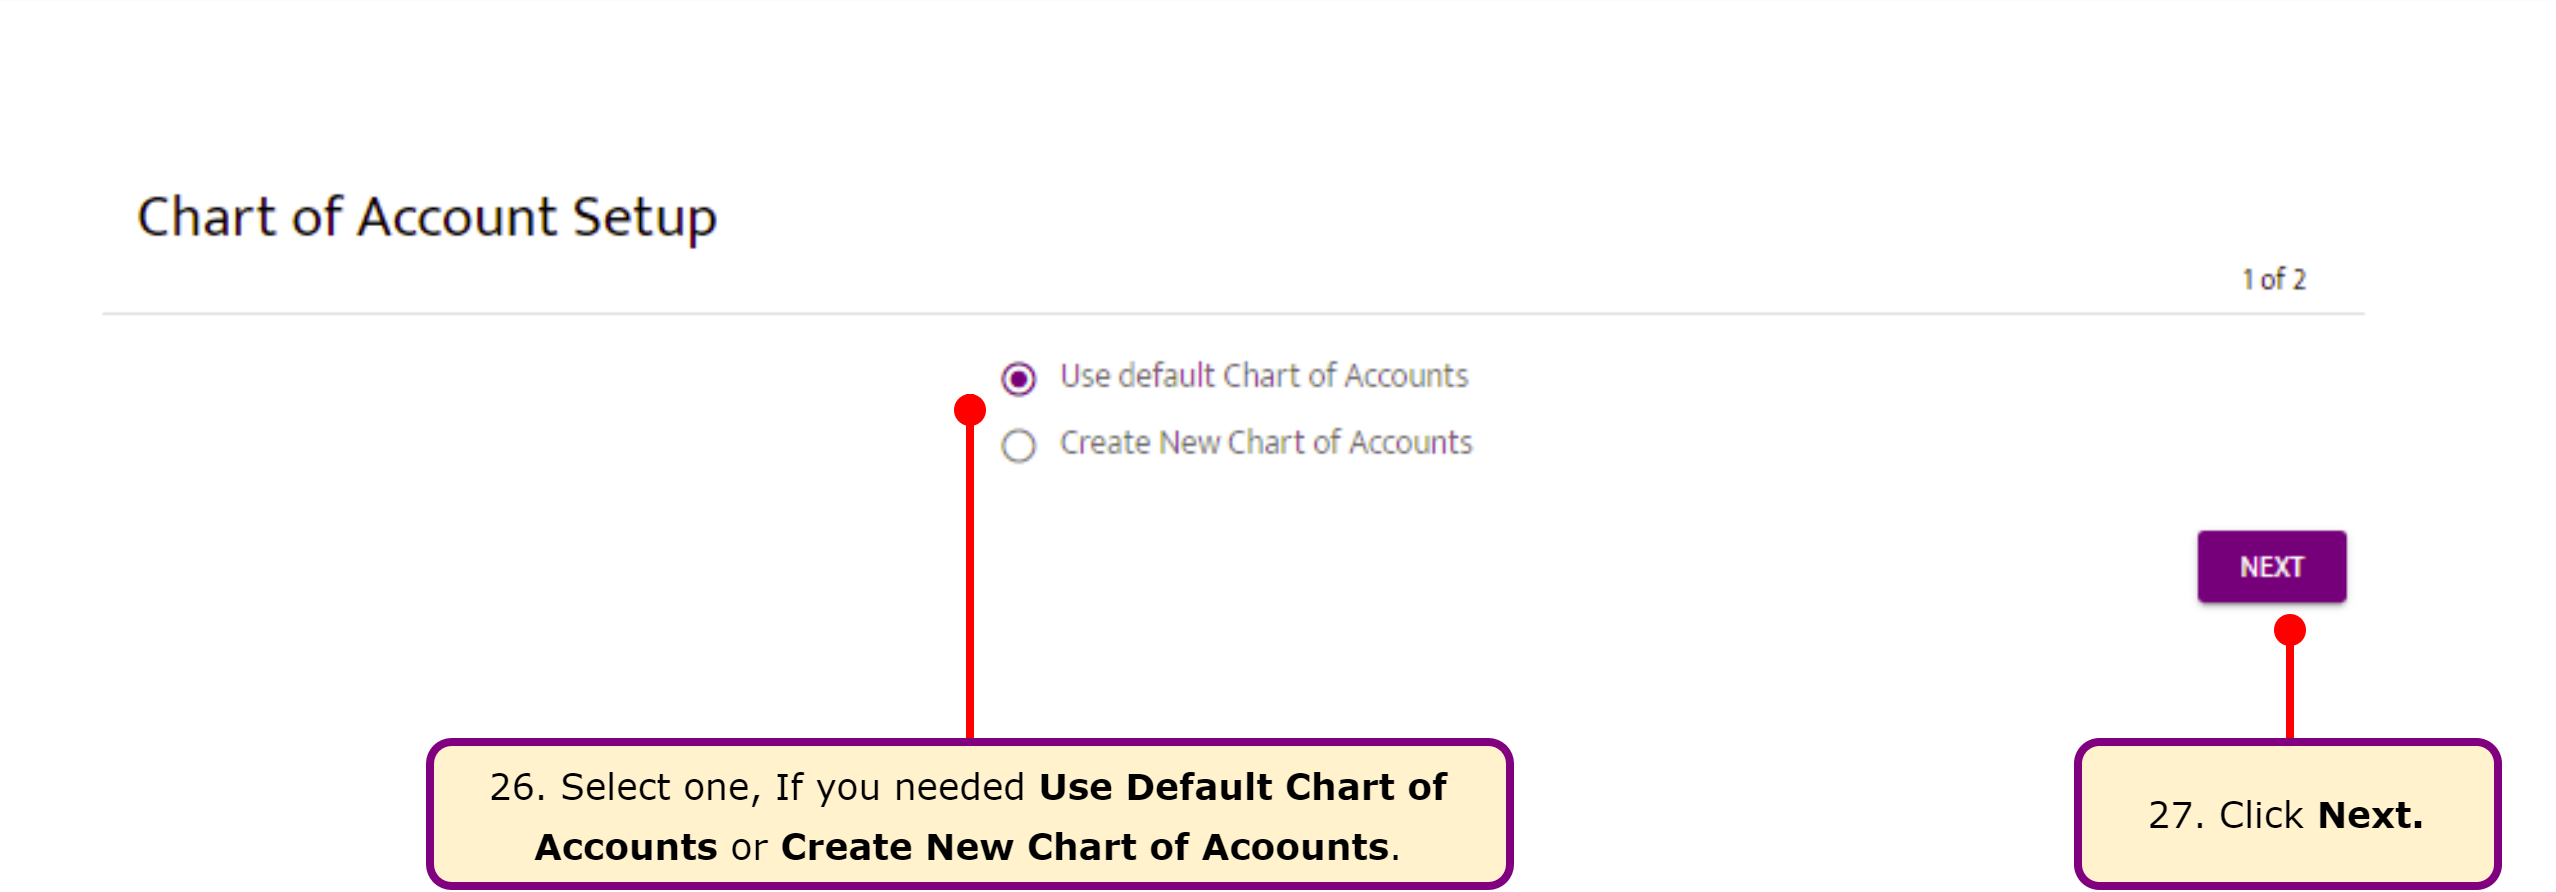 Chart of Account Setup
1 of 2
Use default Chart of Accounts
Create New Chart of Accounts
NEXT
26. Select one, If you needed Use Default Chart of
Accounts or Create New Chart of Acoounts.
27. Click Next.